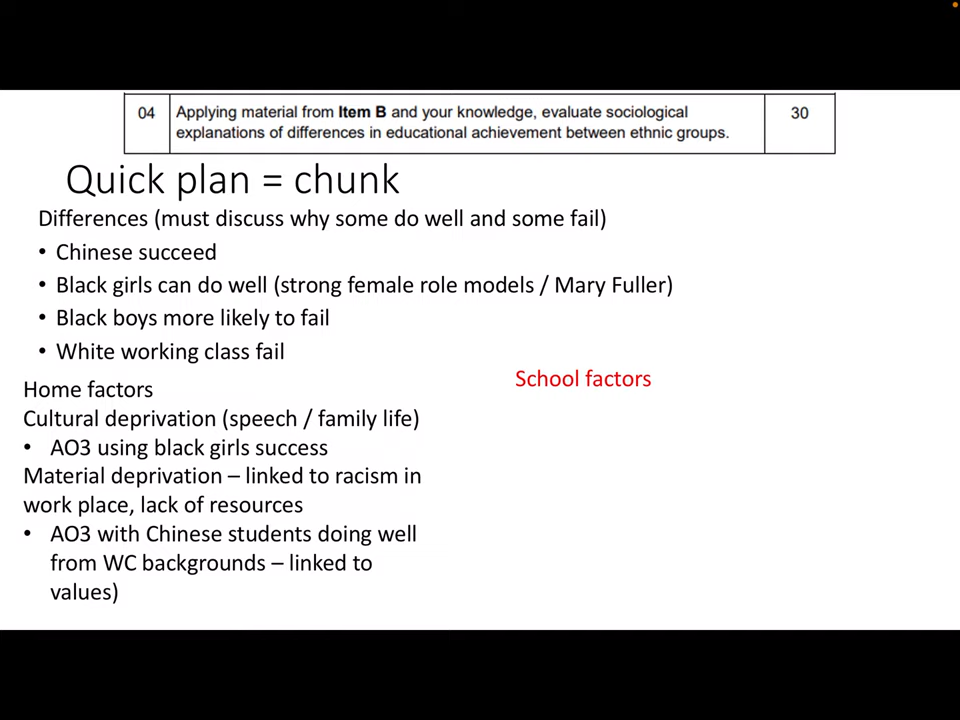 04 Applying material from Item B and your knowledge, evaluate sociological 30
explanations of differences in educational achievement between ethnic groups.
Quick plan = chunk
Differences (must discuss why some do well and some fail)
• Chinese succeed
• Black girls can do well (strong female role models / Mary Fuller)
• Black boys more likely to fail
• White working class fail
Home factors
Cultural deprivation (speech / family life)
• AO3 using black girls success
Material deprivation – linked to racism in
work place, lack of resources
• AO3 with Chinese students doing well
from WC backgrounds – linked to
values)
School factors